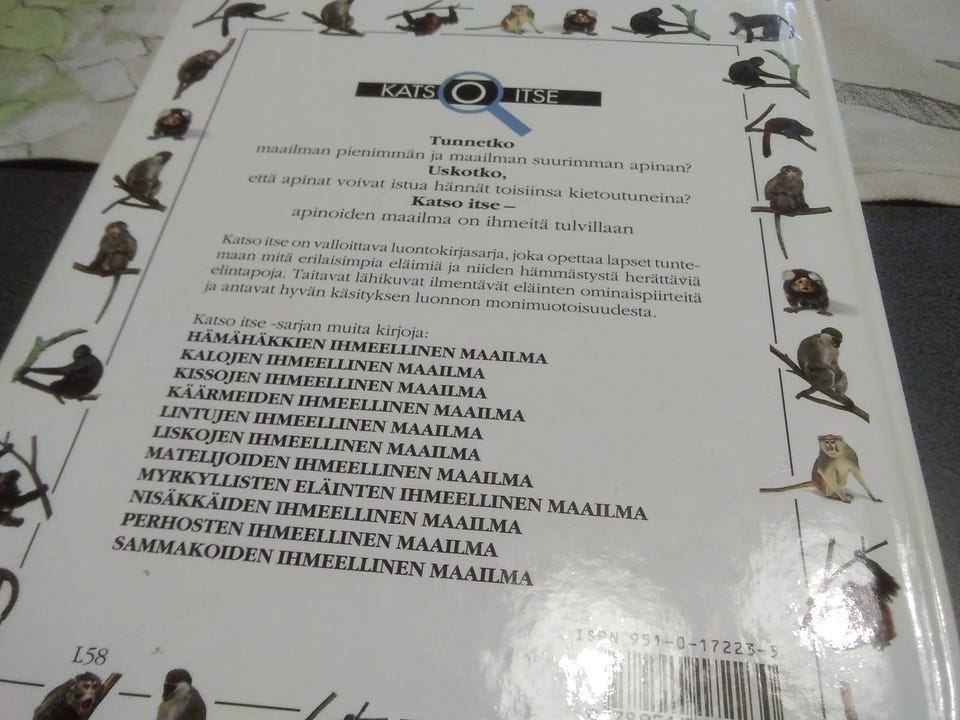 KATSO ITSE
Tunnetko
maailman pienimmän ja maailman suurimman apinan?
Uskotko,
että apinat voivat istua hännät toisiinsa kietoutuneina?
Katso itse –
apinoiden maailma on ihmeitä tulvillaan
Katso itse on valloittava luontokirjasarja, joka opettaa lapset tunte-
maan mitä erilaisimpia eläimiä ja niiden hämmästystä herättäviä
elintapoja. Taitavat lähikuvat ilmentävät eläinten ominaispiirteitä
ja antavat hyvän käsityksen luonnon monimuotoisuudesta.
Katso itse -sarjan muita kirjoja:
HÄMÄHÄKKIEN IHMEELLINEN MAAILMA
KALOJEN IHMEELLINEN MAAILMA
KISSOJEN IHMEELLINEN MAAILMA
KÄÄRMEIDEN IHMEELLINEN MAAILMA
LINTUJEN IHMEELLINEN MAAILMA
LISKOJEN IHMEELLINEN MAAILMA
MATELIJOIDEN IHMEELLINEN MAAILMA
MYRKYLLISTEN ELÄINTEN IHMEELLINEN MAAILMA
NISÄKKÄIDEN IHMEELLINEN MAAILMA
PERHOSTEN IHMEELLINEN MAAILMA
SAMMAKOIDEN IHMEELLINEN MAAILMA
ISBN 951-0-17223-5
L58